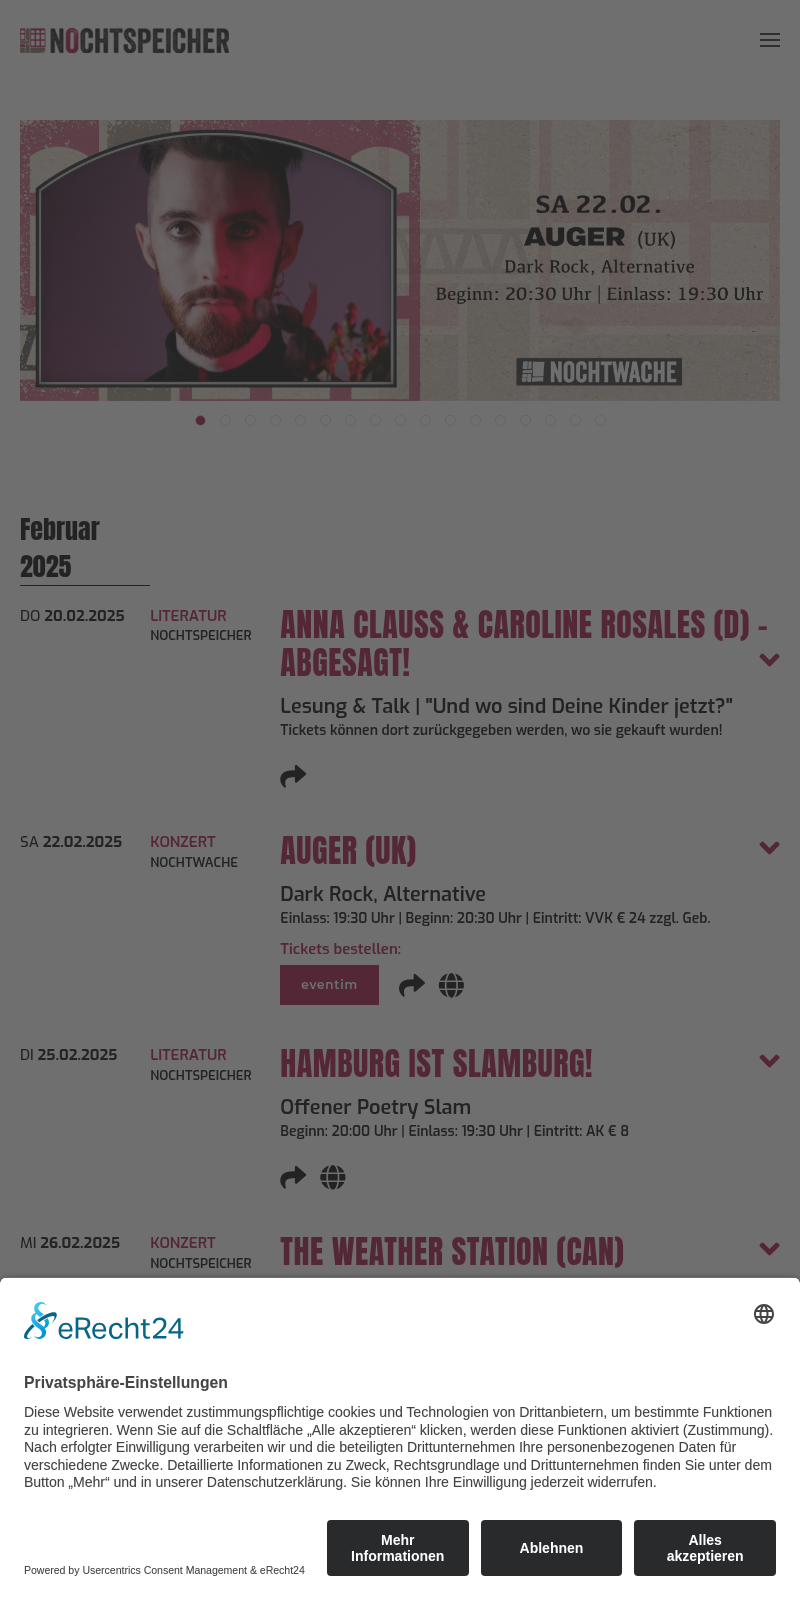 NOCHTSPEICHER
SA 22.02.
AUGER (UK)
Dark Rock, Alternative
Beginn: 20:30 Uhr | Einlass: 19:30 Uhr
NOCHTWACHE
Februar
2025
DO 20.02.2025
LITERATUR
NOCHTSPEICHER
ANNA CLAUSS & CAROLINE ROSALES (D) -
ABGESAGT!
Lesung & Talk | "Und wo sind Deine Kinder jetzt?"
Tickets können dort zurückgegeben werden, wo sie gekauft wurden!
SA 22.02.2025
KONZERT
NOCHTWACHE
AUGER (UK)
Dark Rock, Alternative
Einlass: 19:30 Uhr | Beginn: 20:30 Uhr | Eintritt: VVK € 24 zzgl. Geb.
Tickets bestellen:
eventim
DI 25.02.2025
LITERATUR
NOCHTSPEICHER
HAMBURG IST SLAMBURG!
Offener Poetry Slam
Beginn: 20:00 Uhr | Einlass: 19:30 Uhr | Eintritt: AK € 8
MI 26.02.2025
KONZERT
NOCHTSPEICHER
THE WEATHER STATION (CAN)
eRecht24
Privatsphäre-Einstellungen
Diese Website verwendet zustimmungspflichtige cookies und Technologien von Drittanbietern, um bestimmte Funktionen
zu integrieren. Wenn Sie auf die Schaltfläche „Alle akzeptieren“ klicken, werden diese Funktionen aktiviert (Zustimmung).
Nach erfolgter Einwilligung verarbeiten wir und die beteiligten Drittunternehmen Ihre personenbezogenen Daten für
verschiedene Zwecke. Detaillierte Informationen zu Zweck, Rechtsgrundlage und Drittunternehmen finden Sie unter dem
Button „Mehr“ und in unserer Datenschutzerklärung. Sie können Ihre Einwilligung jederzeit widerrufen.
Mehr
Informationen
Ablehnen
Alles
akzeptieren
Powered by Usercentrics Consent Management & eRecht24